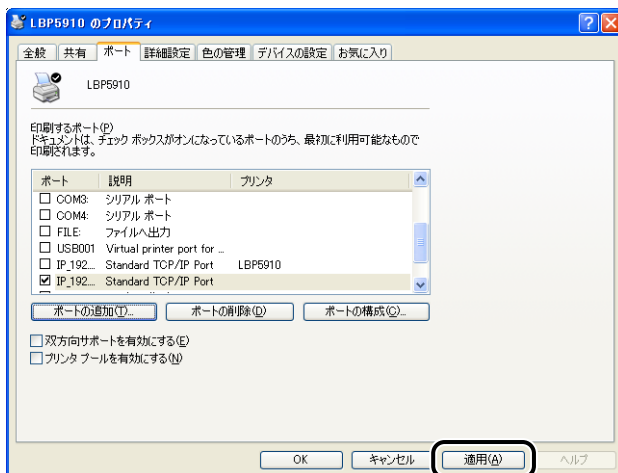 LBP5910 のプロパティ
全般 共有 ポート 詳細設定 色の管理 デバイスの設定 お気に入り
LBP5910
印刷するポート(P)
ドキュメントは、チェック ボックスがオンになっているポートのうち、最初に利用可能なもので
印刷されます。
ポート 説明 プリンタ
COM3: シリアル ポート
COM4: シリアル ポート
FILE: ファイルへ出力
USB001 Virtual printer port for ...
IP_192... Standard TCP/IP Port LBP5910
IP_192... Standard TCP/IP Port
ポートの追加(T)... ポートの削除(D) ポートの構成(C)...
双方向サポートを有効にする(E)
プリンタ プールを有効にする(N)
OK キャンセル 適用(A) ヘルプ